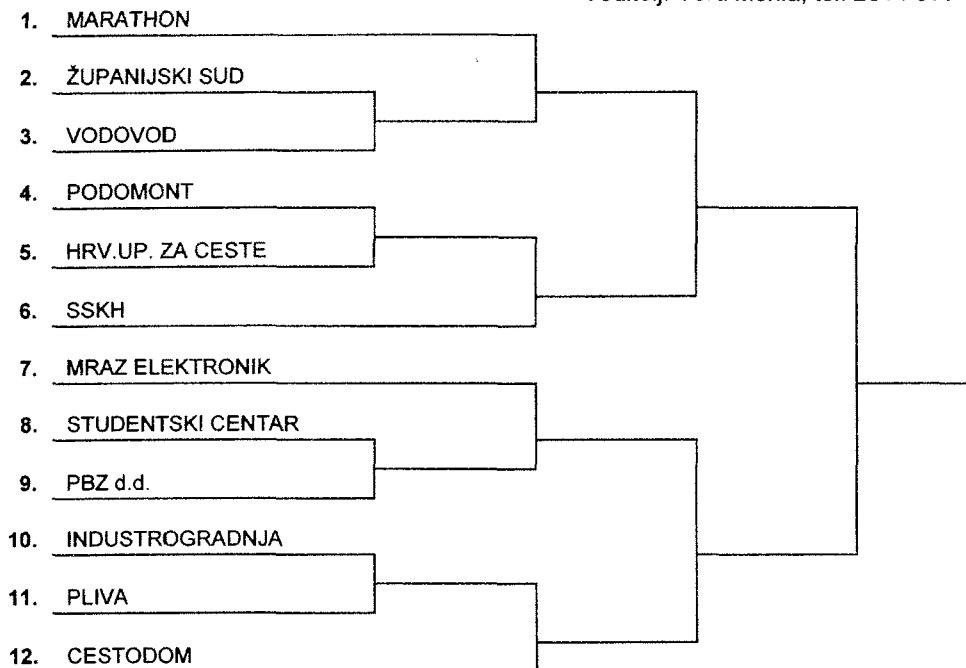 1. MARATHON
2. ŽUPANIJSKI SUD
3. VODOVOD
4. PODOMONT
5. HRV.UP. ZA CESTE
6. SSKH
7. MRAZ ELEKTRONIK
8. STUDENTSKI CENTAR
9. PBZ d.d.
10. INDUSTROGRADNJA
11. PLIVA
12. CESTODOM